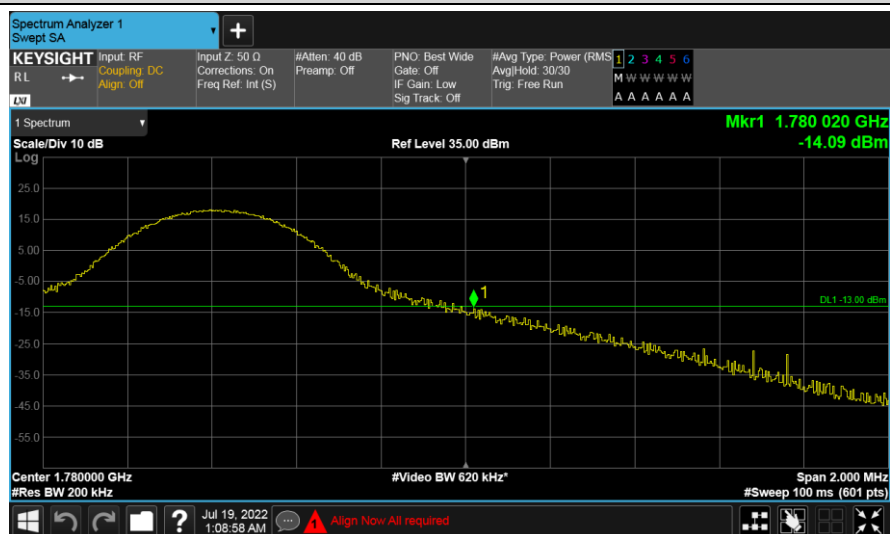 Spectrum Analyzer 1
Swept SA
KEYSIGHT
RL
LXI
Input: RF
Coupling: DC
Align: Off
Input Z: 50 Ω
Corrections: On
Freq Ref: Int (S)
#Atten: 40 dB
Preamp: Off
PNO: Best Wide
Gate: Off
IF Gain: Low
Sig Track: Off
#Avg Type: Power (RMS
Avg|Hold: 30/30
Trig: Free Run
1 2 3 4 5 6
M W W W W W
A A A A A A
1 Spectrum
Mkr1 1.780 020 GHz
Scale/Div 10 dB
Ref Level 35.00 dBm
-14.09 dBm
Log
25.0
15.0
5.00
-5.00
1
DL1 -13.00 dBm
-15.0
-25.0
-35.0
-45.0
-55.0
Center 1.780000 GHz
#Video BW 620 kHz*
Span 2.000 MHz
#Res BW 200 kHz
#Sweep 100 ms (601 pts)
?
Jul 19, 2022
1:08:58 AM
1
Align Now All required